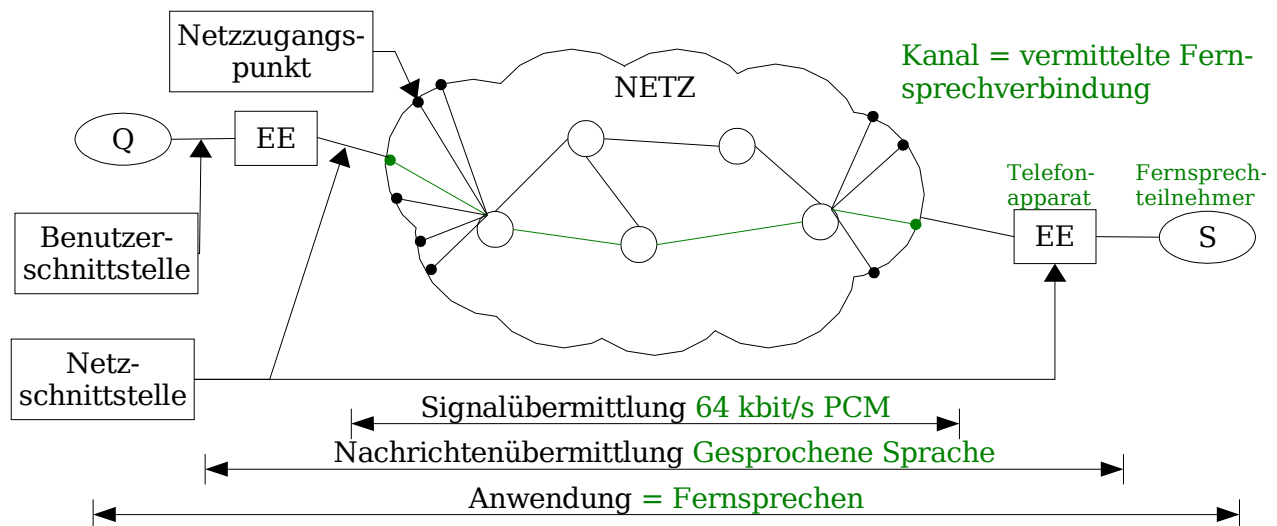 Netzzugangs-
punkt
NETZ
Kanal = vermittelte Fern-
sprechverbindung
Q
EE
Telefon-
apparat
Fernsprech-
teilnehmer
EE
S
Benutzer-
schnittstelle
Netz-
schnittstelle
Signalübermittlung 64 kbit/s PCM
Nachrichtenübermittlung Gesprochene Sprache
Anwendung = Fernsprechen